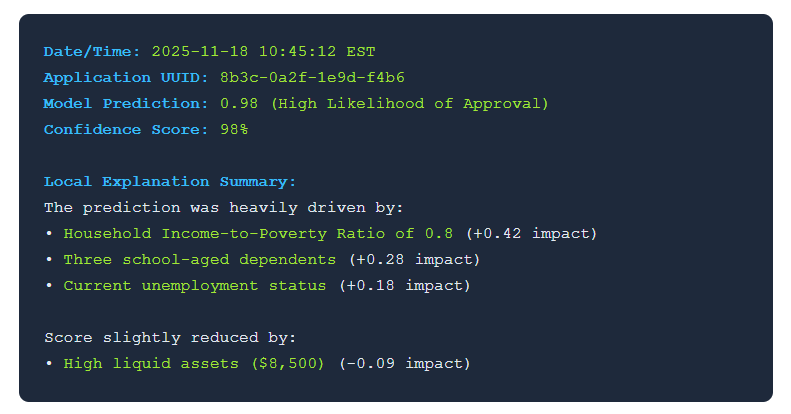 Date/Time: 2025-11-18 10:45:12 EST
Application UUID: 8b3c-0a2f-1e9d-f4b6
Model Prediction: 0.98 (High Likelihood of Approval)
Confidence Score: 98%
Local Explanation Summary:
The prediction was heavily driven by:
• Household Income-to-Poverty Ratio of 0.8 (+0.42 impact)
• Three school-aged dependents (+0.28 impact)
• Current unemployment status (+0.18 impact)
Score slightly reduced by:
• High liquid assets ($8,500) (-0.09 impact)